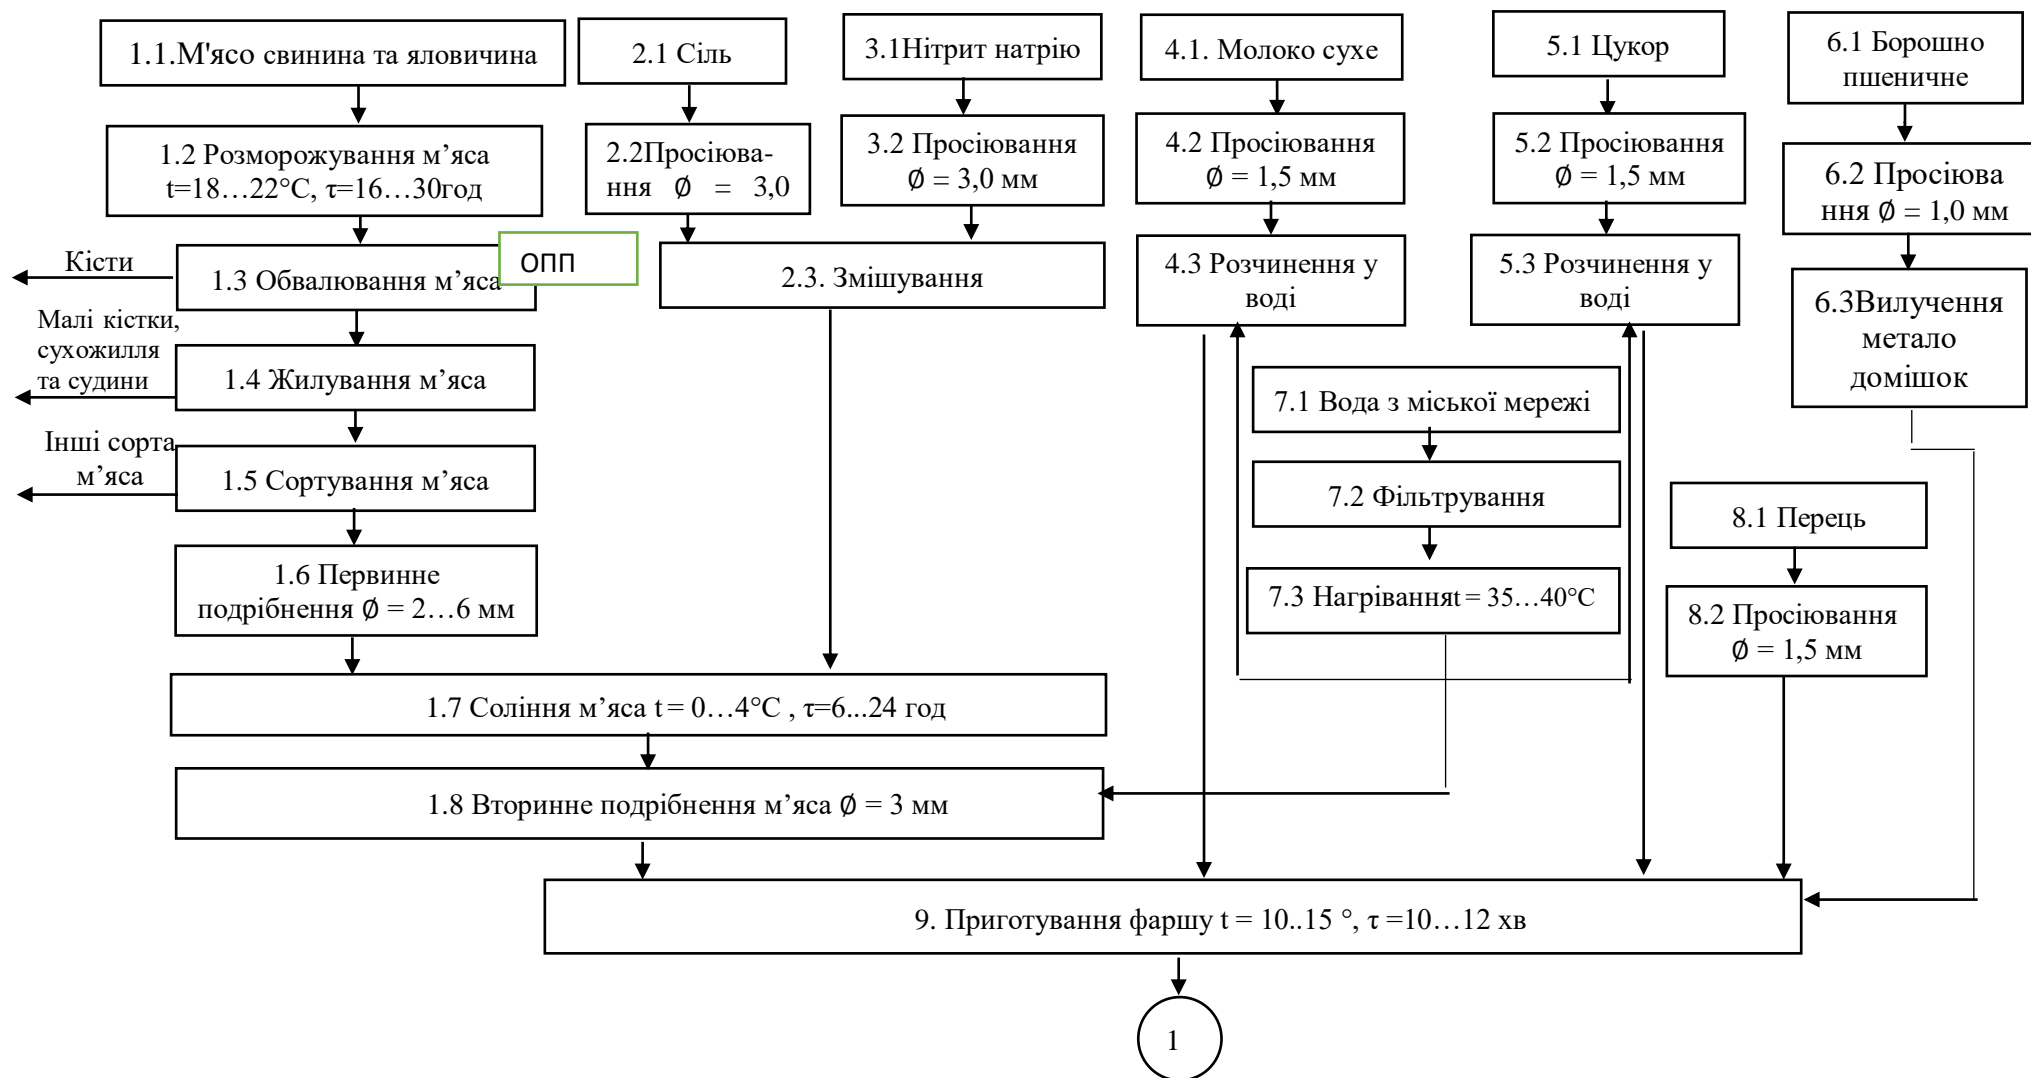 1.1.М'ясо свинина та яловичина
2.1 Сіль
3.1Нітрит натрію
4.1. Молоко сухе
5.1 Цукор
6.1 Борошно
пшеничне
1.2 Розморожування м’яса
t=18…22°С, τ=16…30год
2.2Просіюва-
ння ∅ = 3,0
3.2 Просіювання
∅ = 3,0 мм
4.2 Просіювання
∅ = 1,5 мм
5.2 Просіювання
∅ = 1,5 мм
6.2 Просіюва
ння ∅ = 1,0 мм
Кісти
1.3 Обвалювання м’яса
ОПП
2.3. Змішування
4.3 Розчинення у
воді
5.3 Розчинення у
воді
6.3Вилучення
метало
домішок
Малі кістки,
сухожилля
та судини
1.4 Жилування м’яса
7.1 Вода з міської мережі
Інші сорта
м’яса
1.5 Сортування м’яса
7.2 Фільтрування
8.1 Перець
1.6 Первинне
подрібнення ∅ = 2…6 мм
7.3 Нагріванняt = 35…40°С
8.2 Просіювання
∅ = 1,5 мм
1.7 Соління м’яса t = 0…4°С , τ=6...24 год
1.8 Вторинне подрібнення м’яса ∅ = 3 мм
9. Приготування фаршу t = 10..15 °, τ =10…12 хв
1